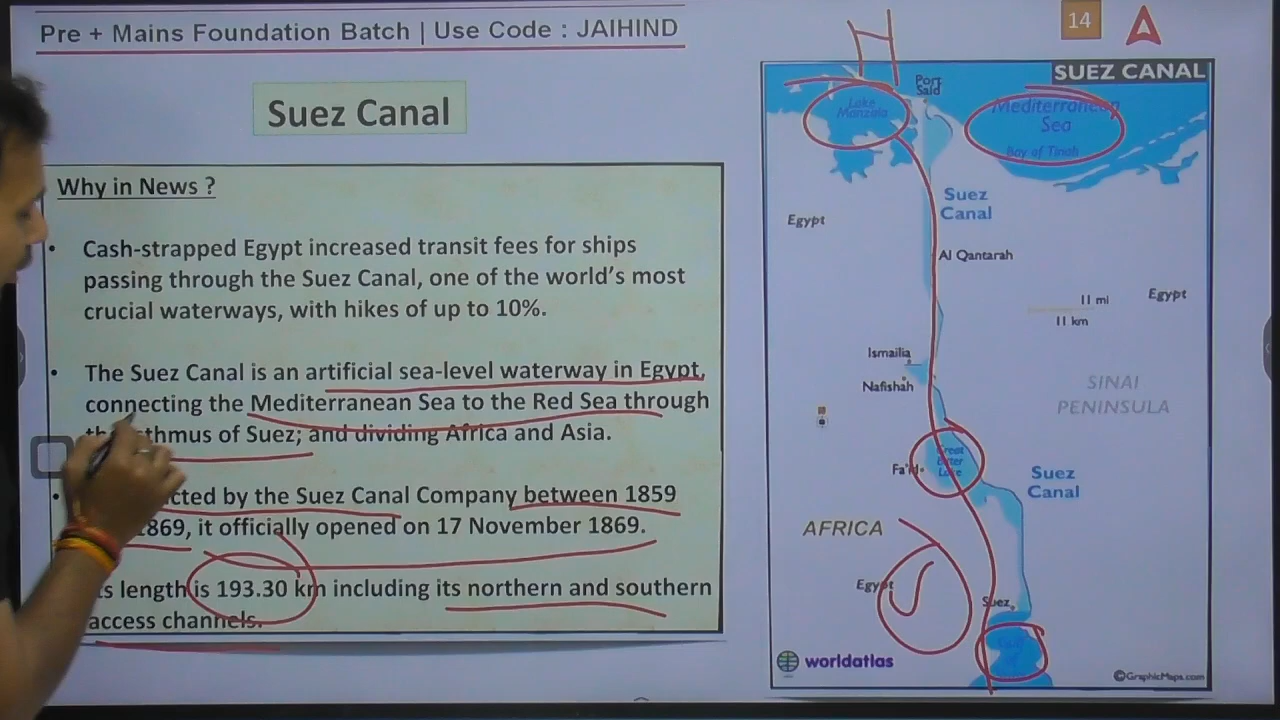 Pre + Mains Foundation Batch | Use Code : JAIHIND
14
Suez Canal
Why in News ?
• Cash-strapped Egypt increased transit fees for ships
passing through the Suez Canal, one of the world's most
crucial waterways, with hikes of up to 10%.
• The Suez Canal is an artificial sea-level waterway in Egypt,
connecting the Mediterranean Sea to the Red Sea through
of Suez; and dividing Africa and Asia.
• by the Suez Canal Company between 1859
1869, it officially opened on 17 November 1869.
length is 193.30 km including its northern and southern
access channels.
SUEZ CANAL
Port
Said
Lake
Manzala
Mediterranean
Sea
Bay of Tinah
Suez
Canal
Egypt
Al Qantarah
11 mi
11 km
Egypt
Ismailia
Nafishah
SINAI
PENINSULA
Great
Bitter
Lake
Suez
Canal
AFRICA
Egypt
Suez
Gulf
of
worldatlas
©GraphicMaps.com